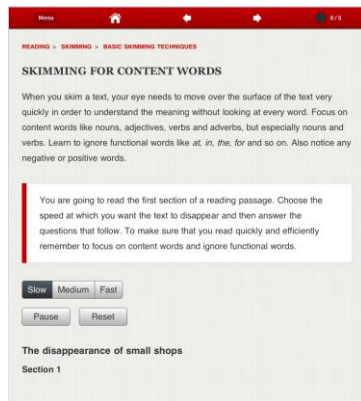 Menu
0 / 5
READING > SKIMMING > BASIC SKIMMING TECHNIQUES
SKIMMING FOR CONTENT WORDS
When you skim a text, your eye needs to move over the surface of the text very
quickly in order to understand the meaning without looking at every word. Focus on
content words like nouns, adjectives, verbs and adverbs, but especially nouns and
verbs. Learn to ignore functional words like at, in, the, for and so on. Also notice any
negative or positive words.
You are going to read the first section of a reading passage. Choose the
speed at which you want the text to disappear and then answer the
questions that follow. To make sure that you read quickly and efficiently
remember to focus on content words and ignore functional words.
Slow Medium Fast
Pause Reset
The disappearance of small shops
Section 1